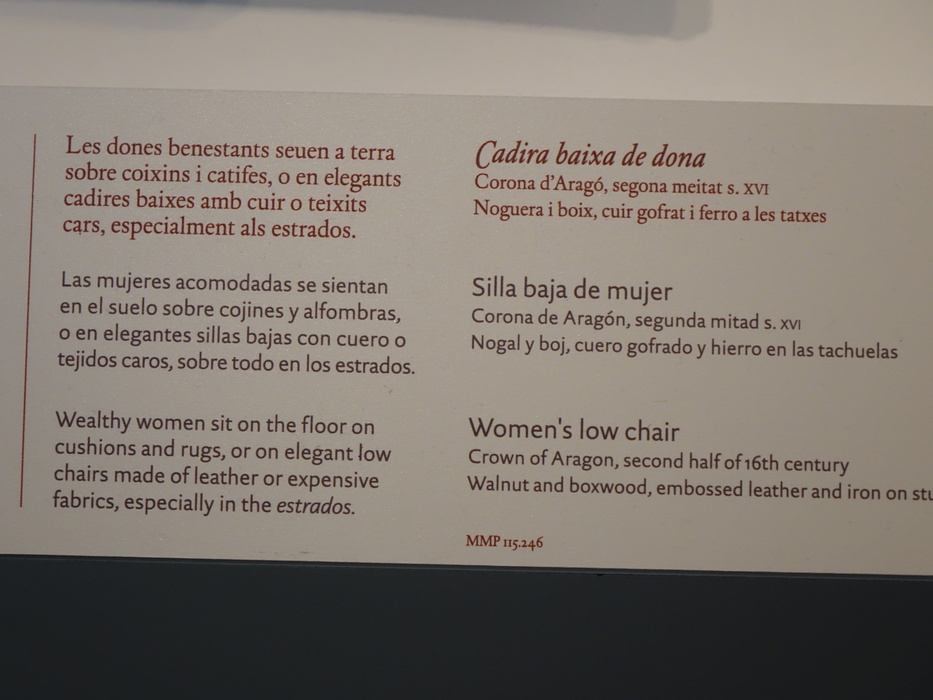 Les dones benestants seuen a terra
sobre coixins i catifes, o en elegants
cadires baixes amb cuir o teixits
cars, especialment als estrados.
Las mujeres acomodadas se sientan
en el suelo sobre cojines y alfombras,
o en elegantes sillas bajas con cuero o
tejidos caros, sobre todo en los estrados.
Wealthy women sit on the floor on
cushions and rugs, or on elegant low
chairs made of leather or expensive
fabrics, especially in the estrados.
Cadira baixa de dona
Corona d'Aragó, segona meitat s. XVI
Noguera i boix, cuir gofrat i ferro a les tatxes
Silla baja de mujer
Corona de Aragón, segunda mitad s. XVI
Nogal y boj, cuero gofrado y hierro en las tachuelas
Women's low chair
Crown of Aragon, second half of 16th century
Walnut and boxwood, embossed leather and iron on
MMP 115.246